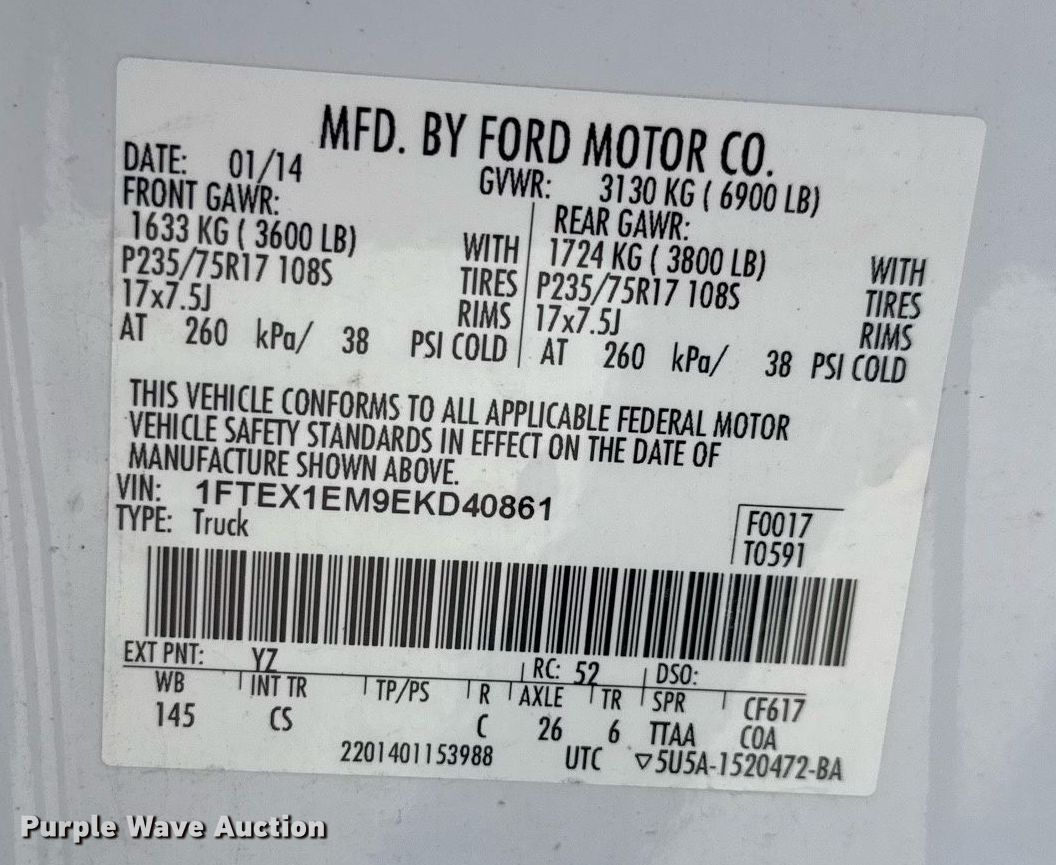 MFD. BY FORD MOTOR CO.
DATE: 01/14 GVWR: 3130 KG ( 6900 LB)
FRONT GAWR: REAR GAWR:
1633 KG ( 3600 LB) WITH 1724 KG ( 3800 LB) WITH
P235/75R17 108S TIRES P235/75R17 108S TIRES
17x7.5J RIMS 17x7.5J RIMS
AT 260 kPa/ 38 PSI COLD AT 260 kPa/ 38 PSI COLD
THIS VEHICLE CONFORMS TO ALL APPLICABLE FEDERAL MOTOR
VEHICLE SAFETY STANDARDS IN EFFECT ON THE DATE OF
MANUFACTURE SHOWN ABOVE.
VIN: 1FTEX1EM9EKD40861 F0017
TYPE: Truck T0591
EXT PNT: YZ RC: 52 DSO:
WB INT TR TP/PS R AXLE TR SPR CF617
145 CS C 26 6 TTAA COA
2201401153988 UTC ▽5U5A-1520472-BA
Purple Wave Auction